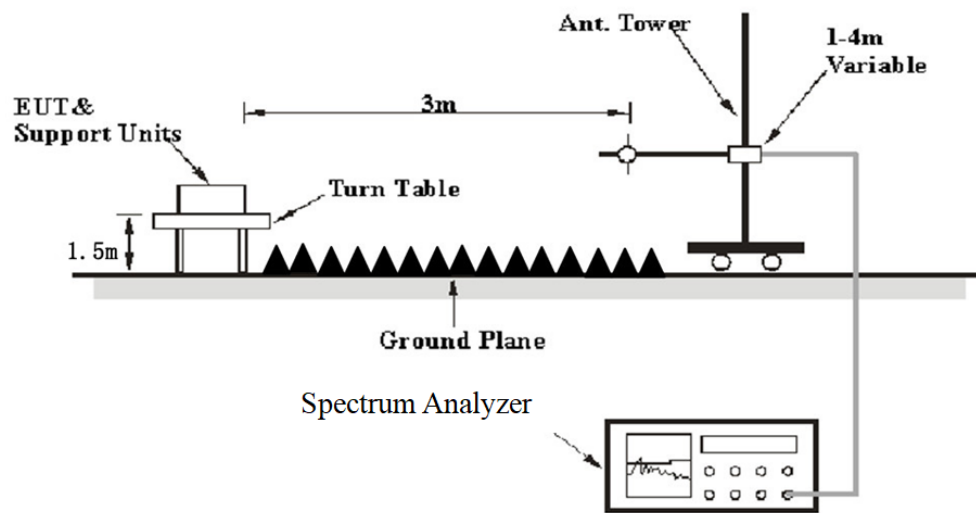 Ant. Tower
1-4m
Variable
EUT&
Support Units
3m
Turn Table
1.5m
Ground Plane
Spectrum Analyzer